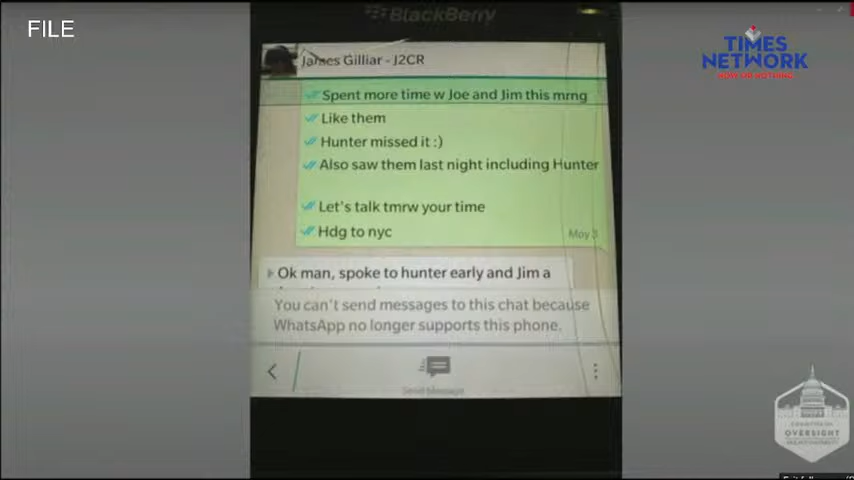 FILE
BlackBerry
TIMES
NETWORK
NOW OR NOTHING
James Gilliar - J2CR
Spent more time w Joe and Jim this mrng
Like them
Hunter missed it :)
Also saw them last night including Hunter
Let's talk tmrw your time
Hdg to nyc
May 3
Ok man, spoke to hunter early and Jim a
You can't send messages to this chat because
WhatsApp no longer supports this phone.
Send Message
COMMITTEE ON
OVERSIGHT